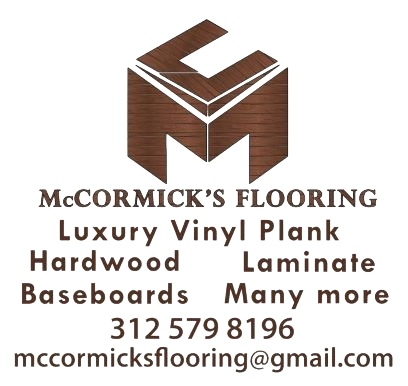 McCORMICK'S FLOORING
Luxury Vinyl Plank
Hardwood Laminate
Baseboards Many more
312 579 8196
mccormicksflooring@gmail.com